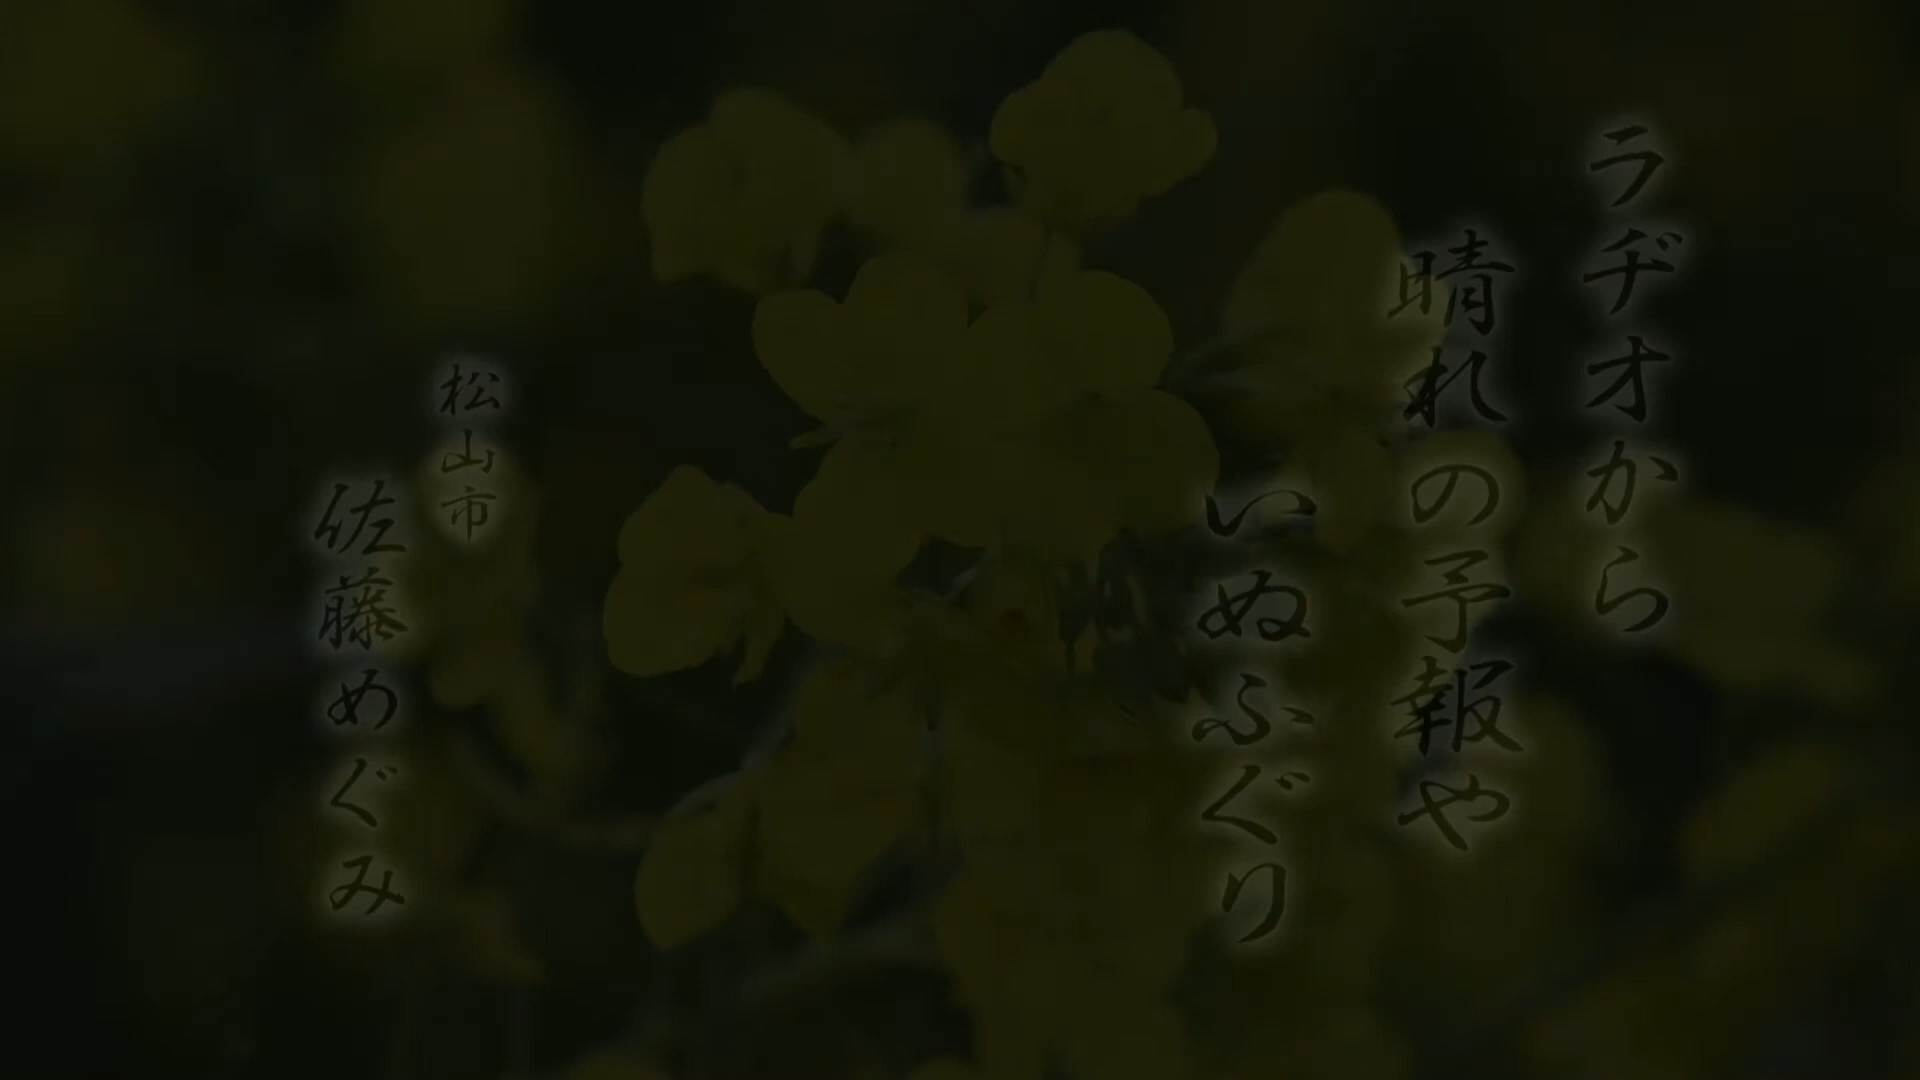 ラヂオから
晴れの予報や
いぬふぐり
松山市
佐藤めぐみ